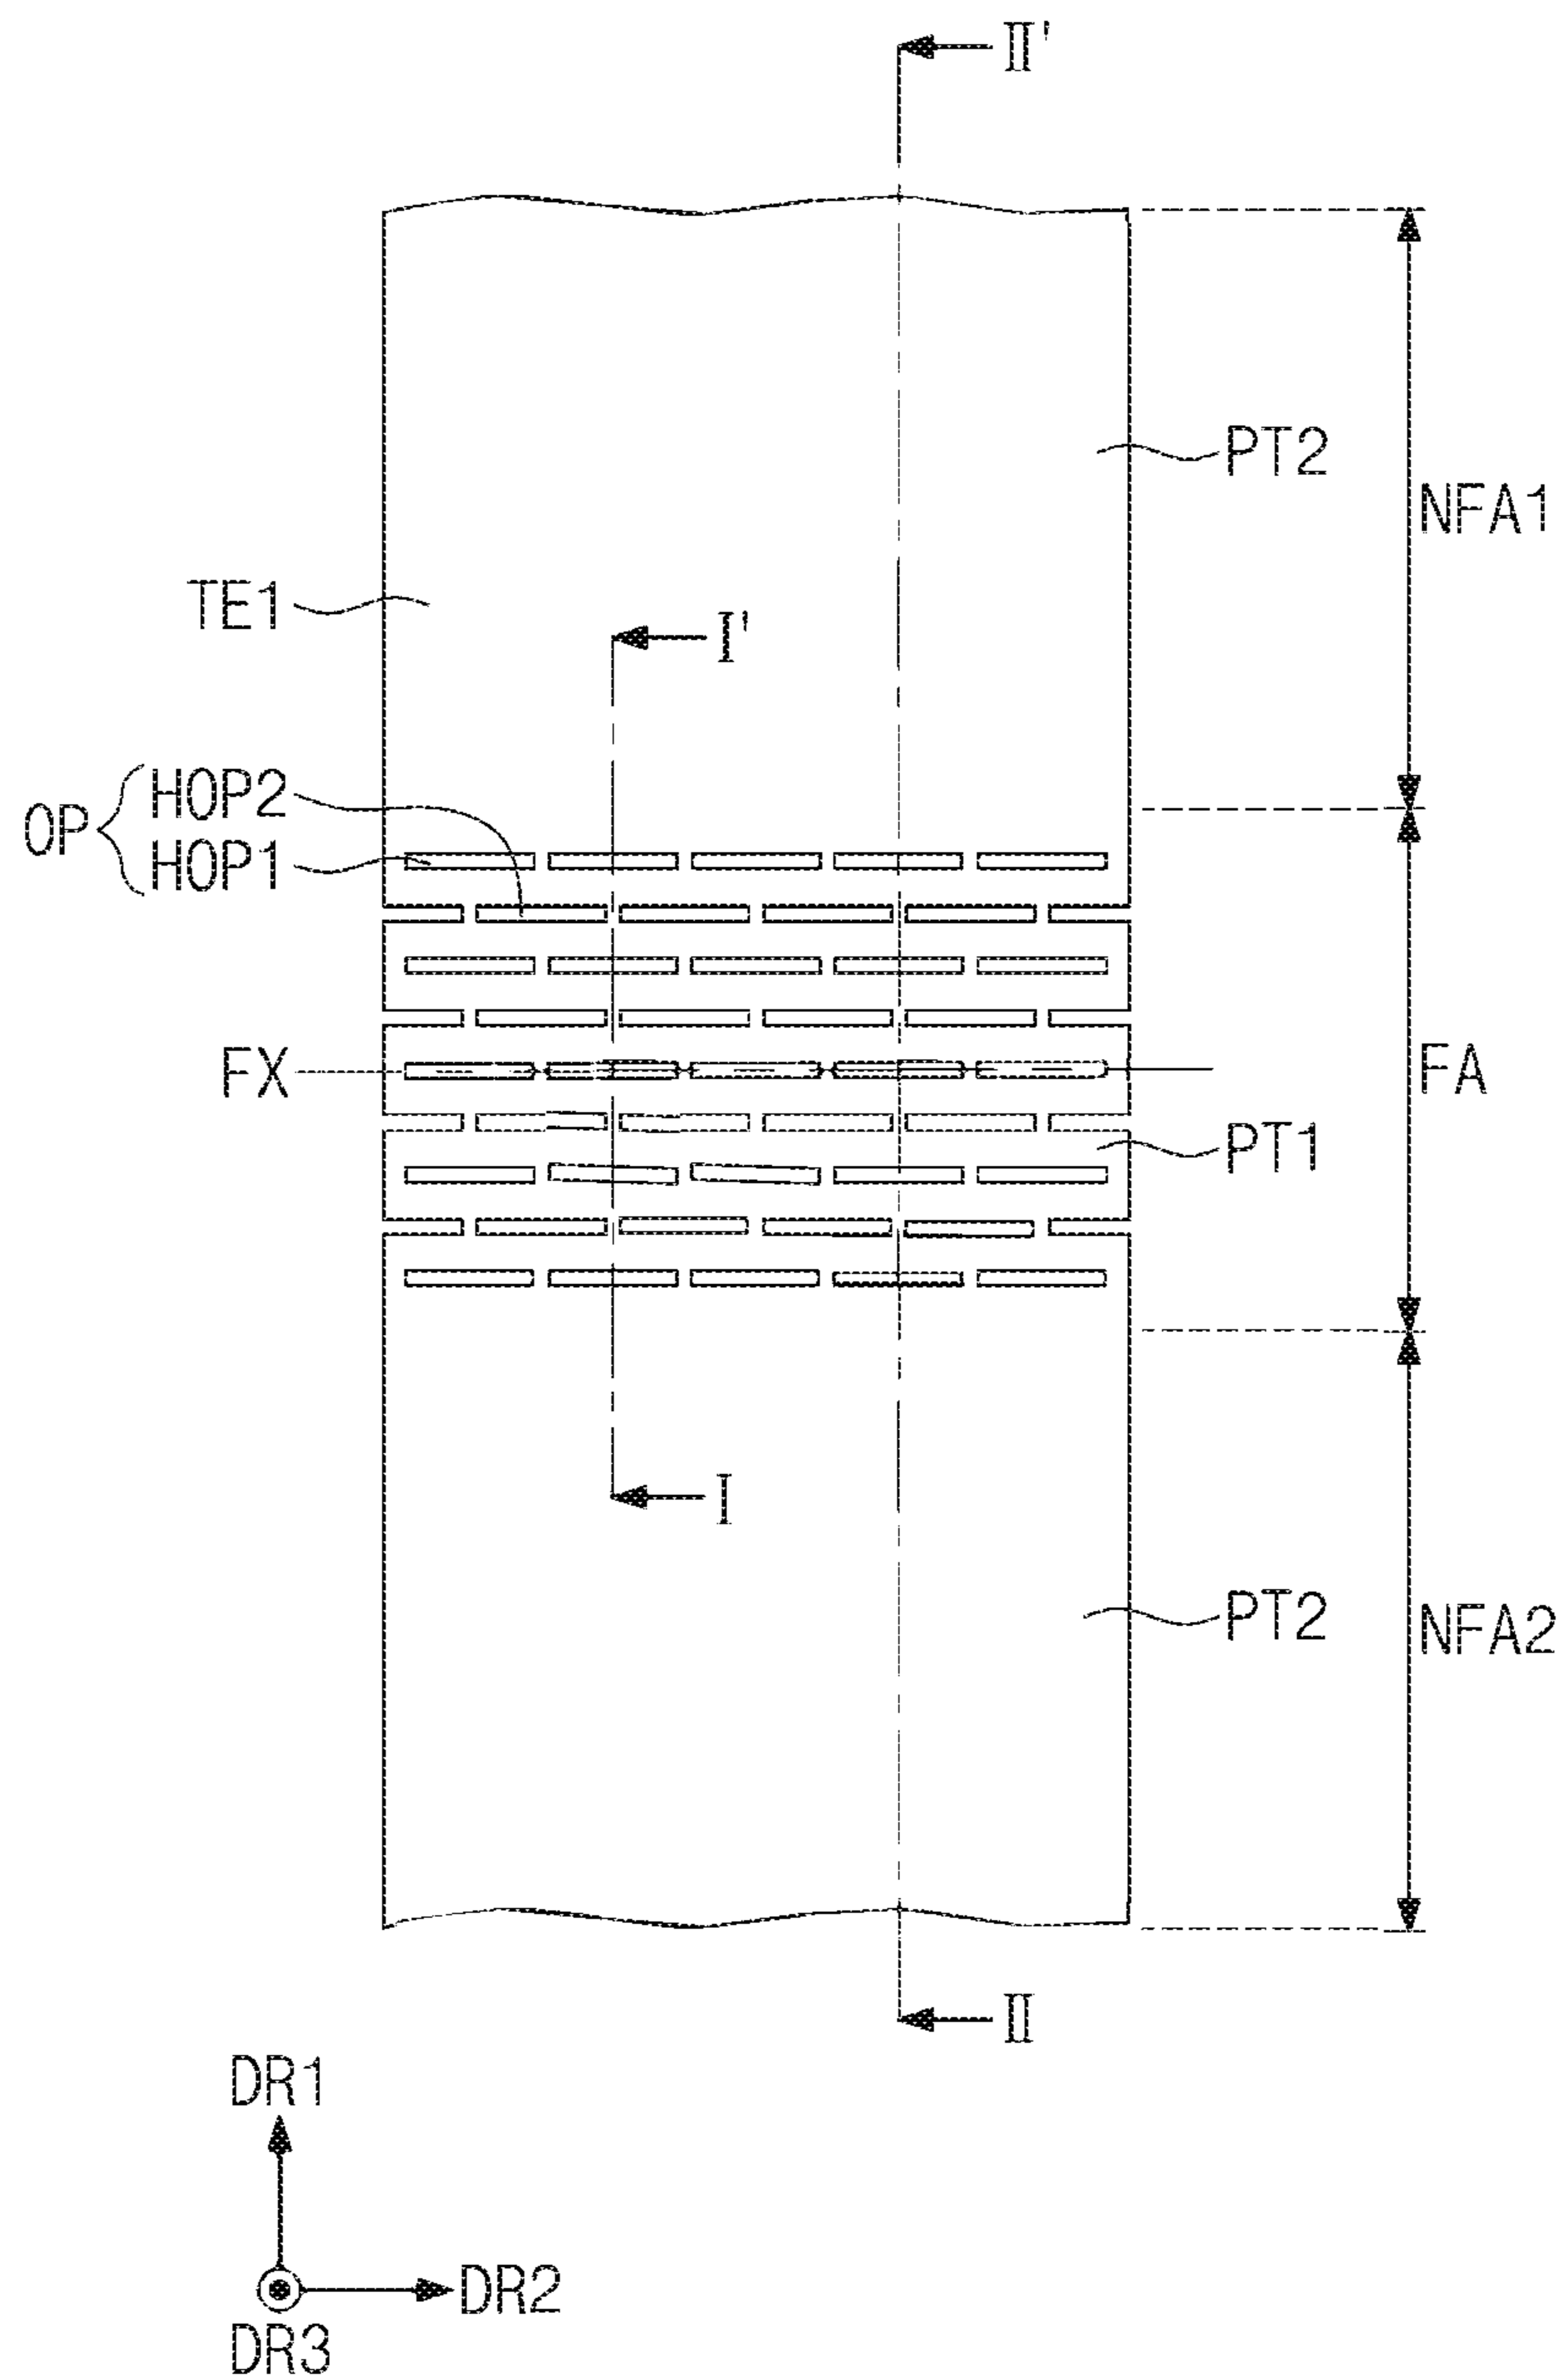 II'
PT2
NFA1
TE1
I'
OP
HOP2
HOP1
FX
FA
PT1
I
PT2
NFA2
II
DR1
DR2
DR3